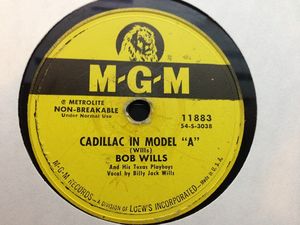 M-G-M
@ METROLITE
NON-BREAKABLE
Under Normal Use
11883
54-S-3038
CADILLAC IN MODEL "A"
(Wills)
BOB WILLS
And His Texas Playboys
Vocal by Billy Jack Wills
M-G-M RECORDS—A DIVISION OF LOEW'S INCORPORATED—MADE IN U.S.A.